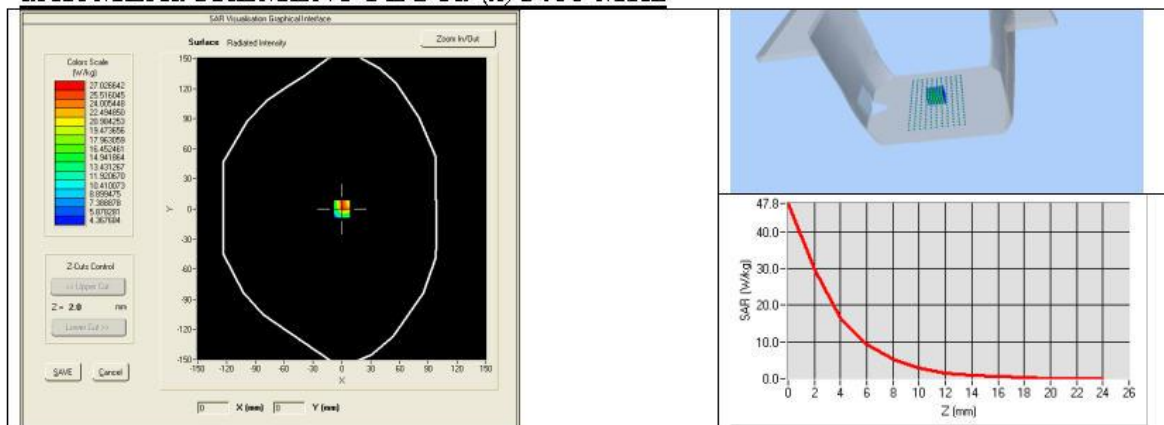 SAR Visualisation Graphical Interface
Surface Radiated Intensity
Zoom In/Out
Colors Scale
(W/kg)
27.026642
25.516045
24.005448
22.494850
20.984253
19.473656
17.963059
16.452461
14.941864
13.431267
11.920670
10.410073
8.899475
7.388878
5.878281
4.367684
Z-Cuts Control
<< Upper Cut
Z = 2.0 mm
Lower Cut >>
SAVE Cancel
150
120
90
60
30
0
-30
-60
-90
-120
-150
Y
-150 -120 -90 -60 -30 0 30 60 90 120 150
X
0 X (mm) 0 Y (mm)
47.8
40.0
30.0
20.0
10.0
0.0
SAR (W/kg)
0 2 4 6 8 10 12 14 16 18 20 22 24 26
Z (mm)